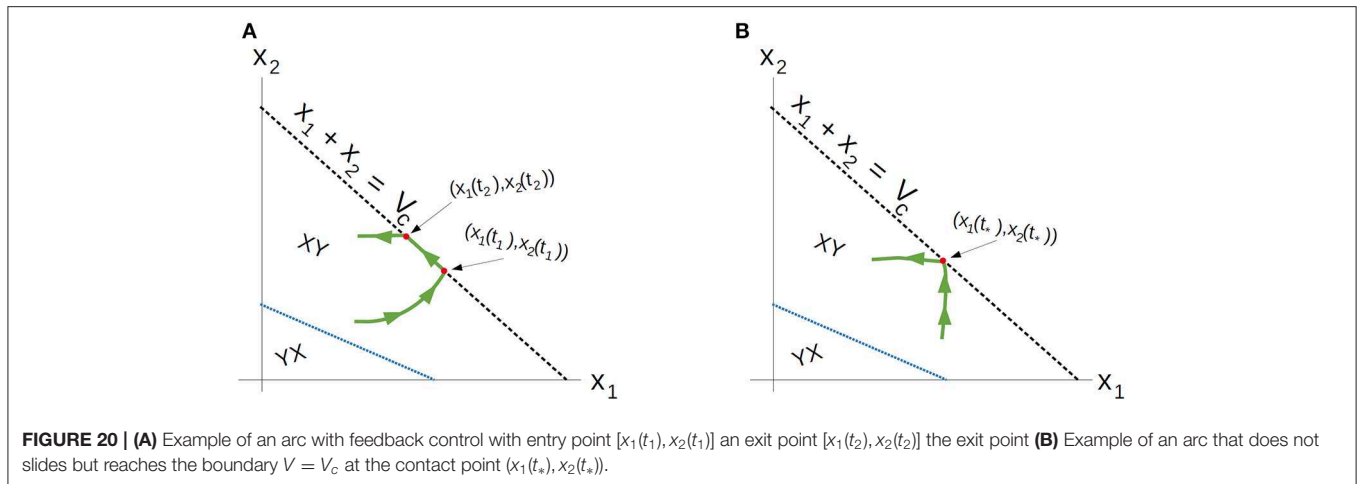 A
X2
X1 + X2 = Vc
(x1(t2),x2(t2))
(x1(t1),x2(t1))
XY
YX
X1
B
X2
X1 + X2 = Vc
(x1(t*),x2(t*))
XY
YX
X1
FIGURE 20 | (A) Example of an arc with feedback control with entry point [x1(t1), x2(t1)] an exit point [x1(t2), x2(t2)] the exit point (B) Example of an arc that does not
slides but reaches the boundary V = Vc at the contact point (x1(t*), x2(t*)).